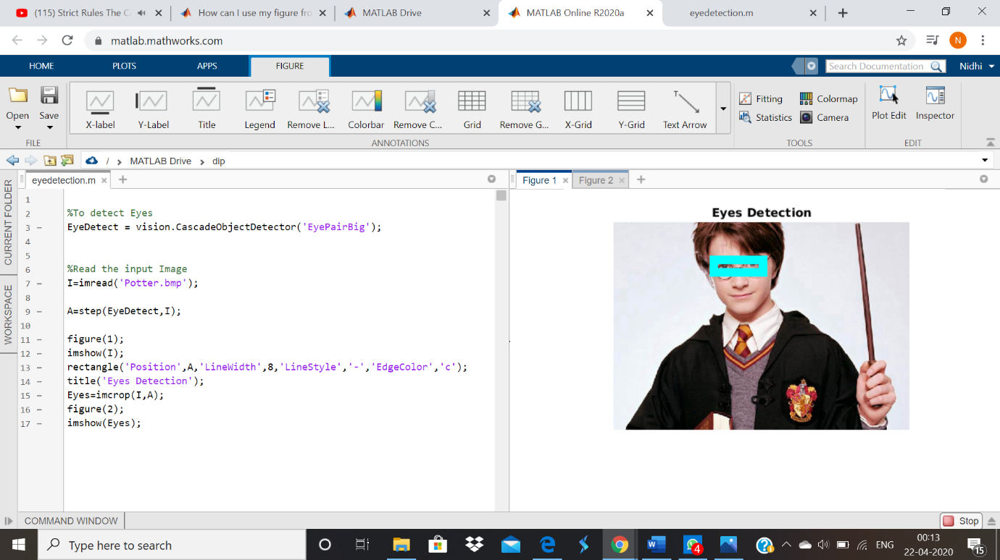 (115) Strict Rules The C
How can I use my figure fro
MATLAB Drive
MATLAB Online R2020a
eyedetection.m
matlab.mathworks.com
N
HOME PLOTS APPS FIGURE
Search Documentation
Nidhi
Open
Save
X-label
Y-Label
Title
Legend
Remove L...
Colorbar
Remove C...
Grid
Remove G...
X-Grid
Y-Grid
Text Arrow
Fitting
Colormap
Statistics
Camera
Plot Edit
Inspector
FILE
ANNOTATIONS
TOOLS
EDIT
/ › MATLAB Drive › dip
CURRENT FOLDER
WORKSPACE
eyedetection.m
1
2 %To detect Eyes
3 – EyeDetect = vision.CascadeObjectDetector('EyePairBig');
4
5
6 %Read the input Image
7 – I=imread('Potter.bmp');
8
9 – A=step(EyeDetect,I);
10
11 – figure(1);
12 – imshow(I);
13 – rectangle('Position',A,'LineWidth',8,'LineStyle','-','EdgeColor','c');
14 – title('Eyes Detection');
15 – Eyes=imcrop(I,A);
16 – figure(2);
17 – imshow(Eyes);
Figure 1
Figure 2
Eyes Detection
COMMAND WINDOW
Stop
Type here to search
4
ENG
00:13
22-04-2020
15